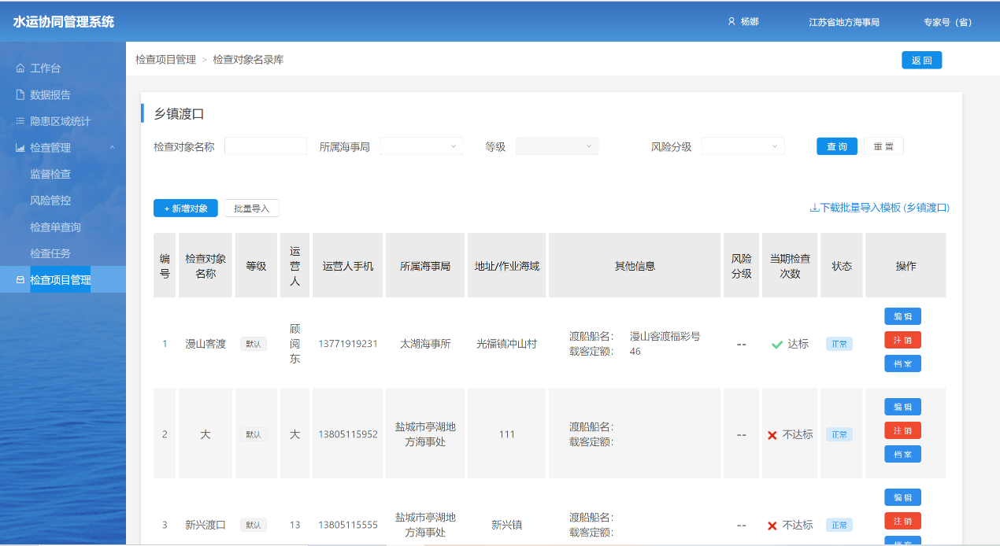 水运协同管理系统
杨娜
江苏省地方海事局
专家号（省）
工作台
数据报告
隐患区域统计
检查管理
监督检查
风险管控
检查单查询
检查任务
检查项目管理
检查项目管理 > 检查对象名录库
返 回
乡镇渡口
检查对象名称
所属海事局
等级
风险分级
查 询
重 置
+ 新增对象
批量导入
下载批量导入模板 (乡镇渡口)
编
号
检查对象
名称
等级
运
营
人
运营人手机
所属海事局
地址/作业海域
其他信息
风险
分级
当期检查
次数
状态
操作
1
漫山客渡
默认
顾
阅
东
13771919231
太湖海事所
光福镇冲山村
渡船船名： 漫山客渡福彩号
载客定额： 46
--
达标
正常
编 辑
注 销
档 案
2
大
默认
大
13805115952
盐城市亭湖地
方海事处
111
渡船船名：
载客定额：
--
不达标
正常
编 辑
注 销
档 案
3
新兴渡口
默认
13
13805115555
盐城市亭湖地
方海事处
新兴镇
渡船船名：
载客定额：
--
不达标
正常
编 辑
注 销
档 案